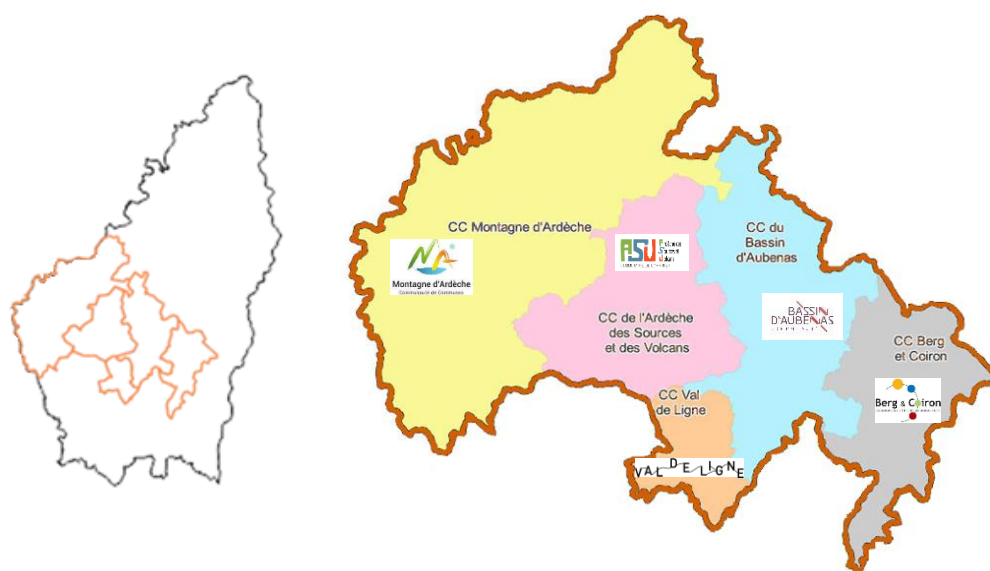 CC Montagne d'Ardèche
Montagne d'Ardèche
Communauté de Communes
ASV
CC du
Bassin
d'Aubenas
BASSIN
D'AUBENAS
CC de l'Ardèche
des Sources
et des Volcans
CC Berg
et Coiron
Berg & Coiron
CC Val
de Ligne
VAL DE LIGNE